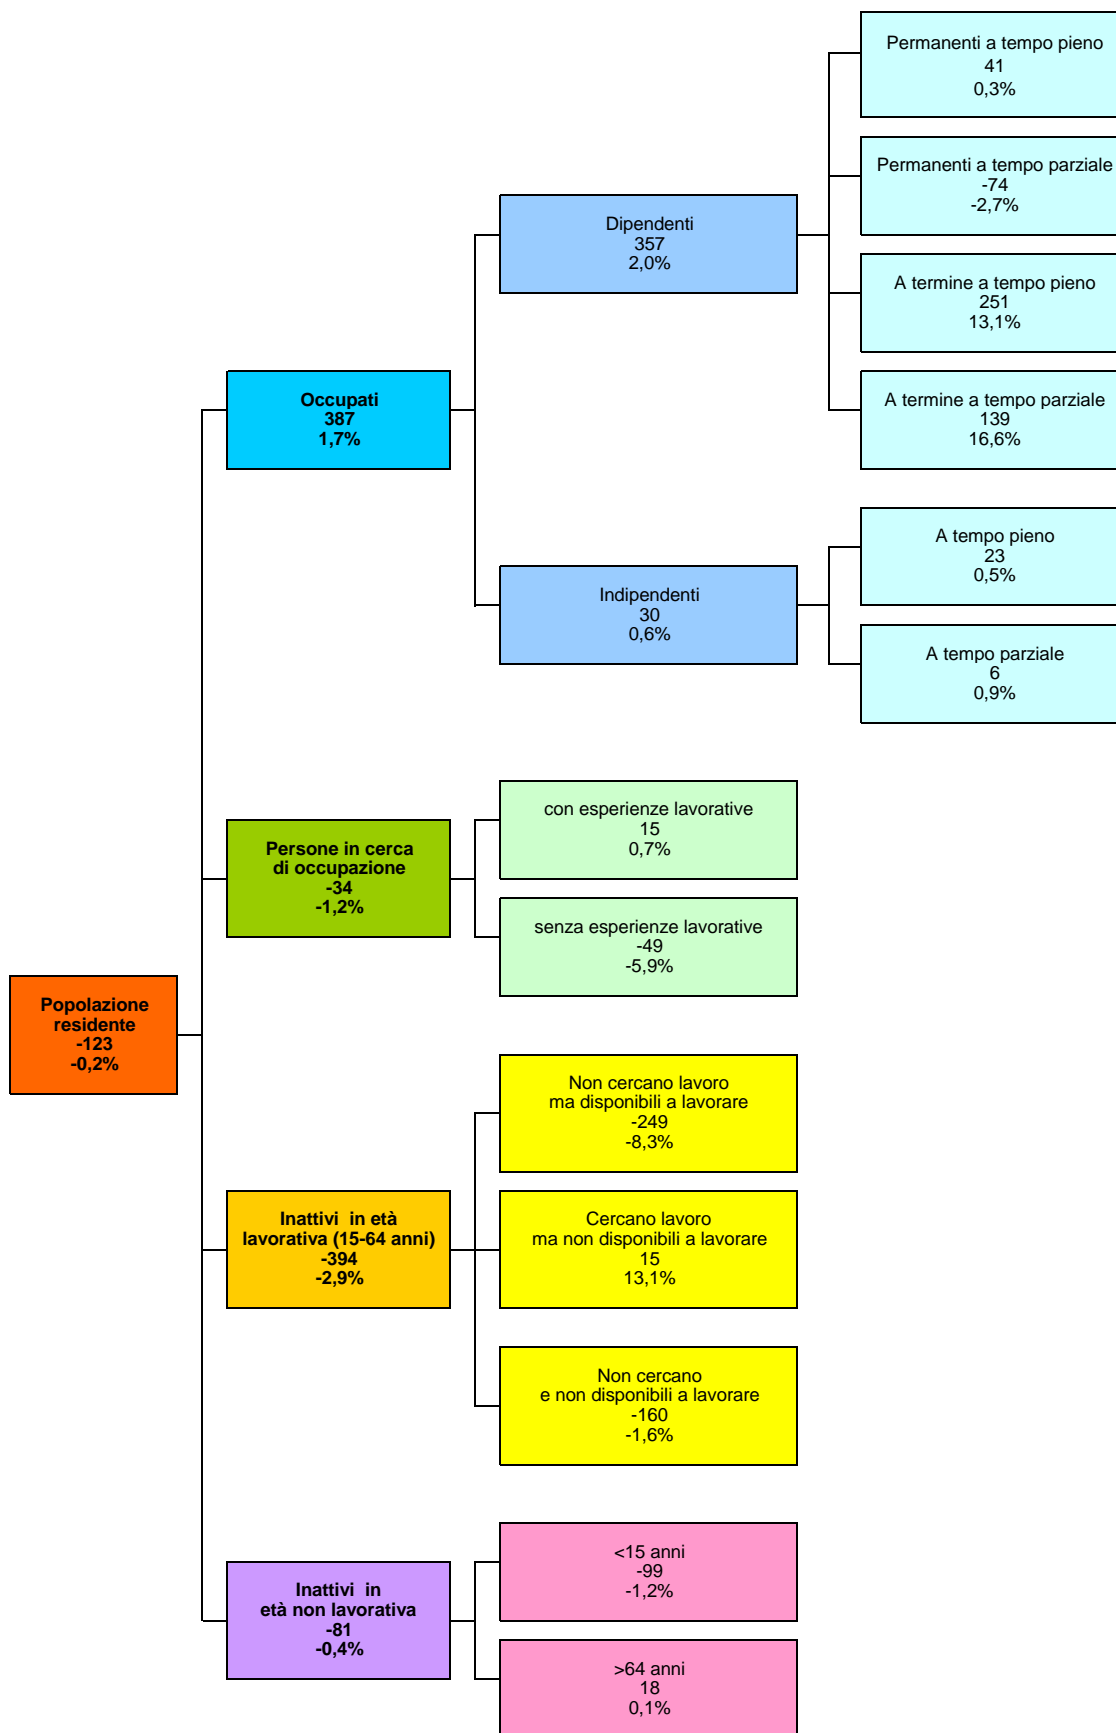 Permanenti a tempo pieno
41
0,3%
Permanenti a tempo parziale
-74
-2,7%
Dipendenti
357
2,0%
A termine a tempo pieno
251
13,1%
Occupati
387
1,7%
A termine a tempo parziale
139
16,6%
A tempo pieno
23
0,5%
Indipendenti
30
0,6%
A tempo parziale
6
0,9%
con esperienze lavorative
15
0,7%
Persone in cerca
di occupazione
-34
-1,2%
senza esperienze lavorative
-49
-5,9%
Popolazione
residente
-123
-0,2%
Non cercano lavoro
ma disponibili a lavorare
-249
-8,3%
Inattivi  in età
lavorativa (15-64 anni)
-394
-2,9%
Cercano lavoro
ma non disponibili a lavorare
15
13,1%
Non cercano
e non disponibili a lavorare
-160
-1,6%
<15 anni
-99
-1,2%
Inattivi  in
età non lavorativa
-81
-0,4%
>64 anni
18
0,1%